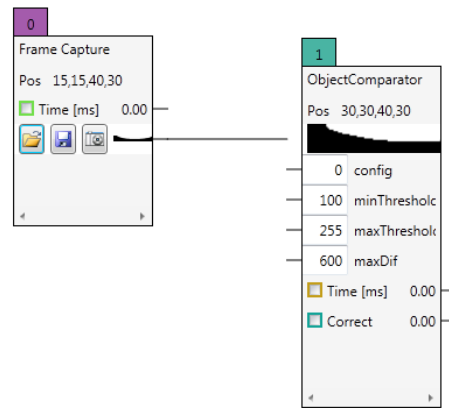 0
Frame Capture
Pos 15,15,40,30
Time [ms] 0.00
1
ObjectComparator
Pos 30,30,40,30
0 config
100 minThreshold
255 maxThreshold
600 maxDif
Time [ms] 0.00
Correct 0.00